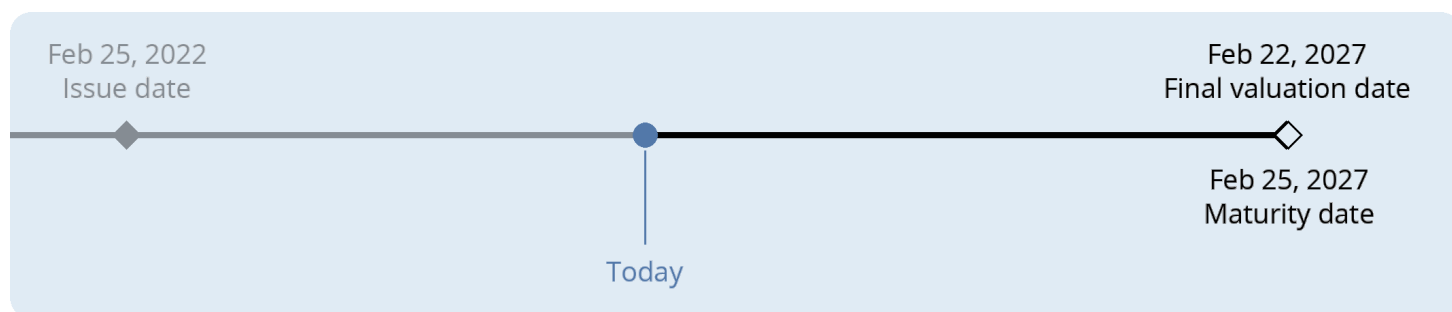 Feb 25, 2022
Issue date
Feb 22, 2027
Final valuation date
Feb 25, 2027
Maturity date
Today